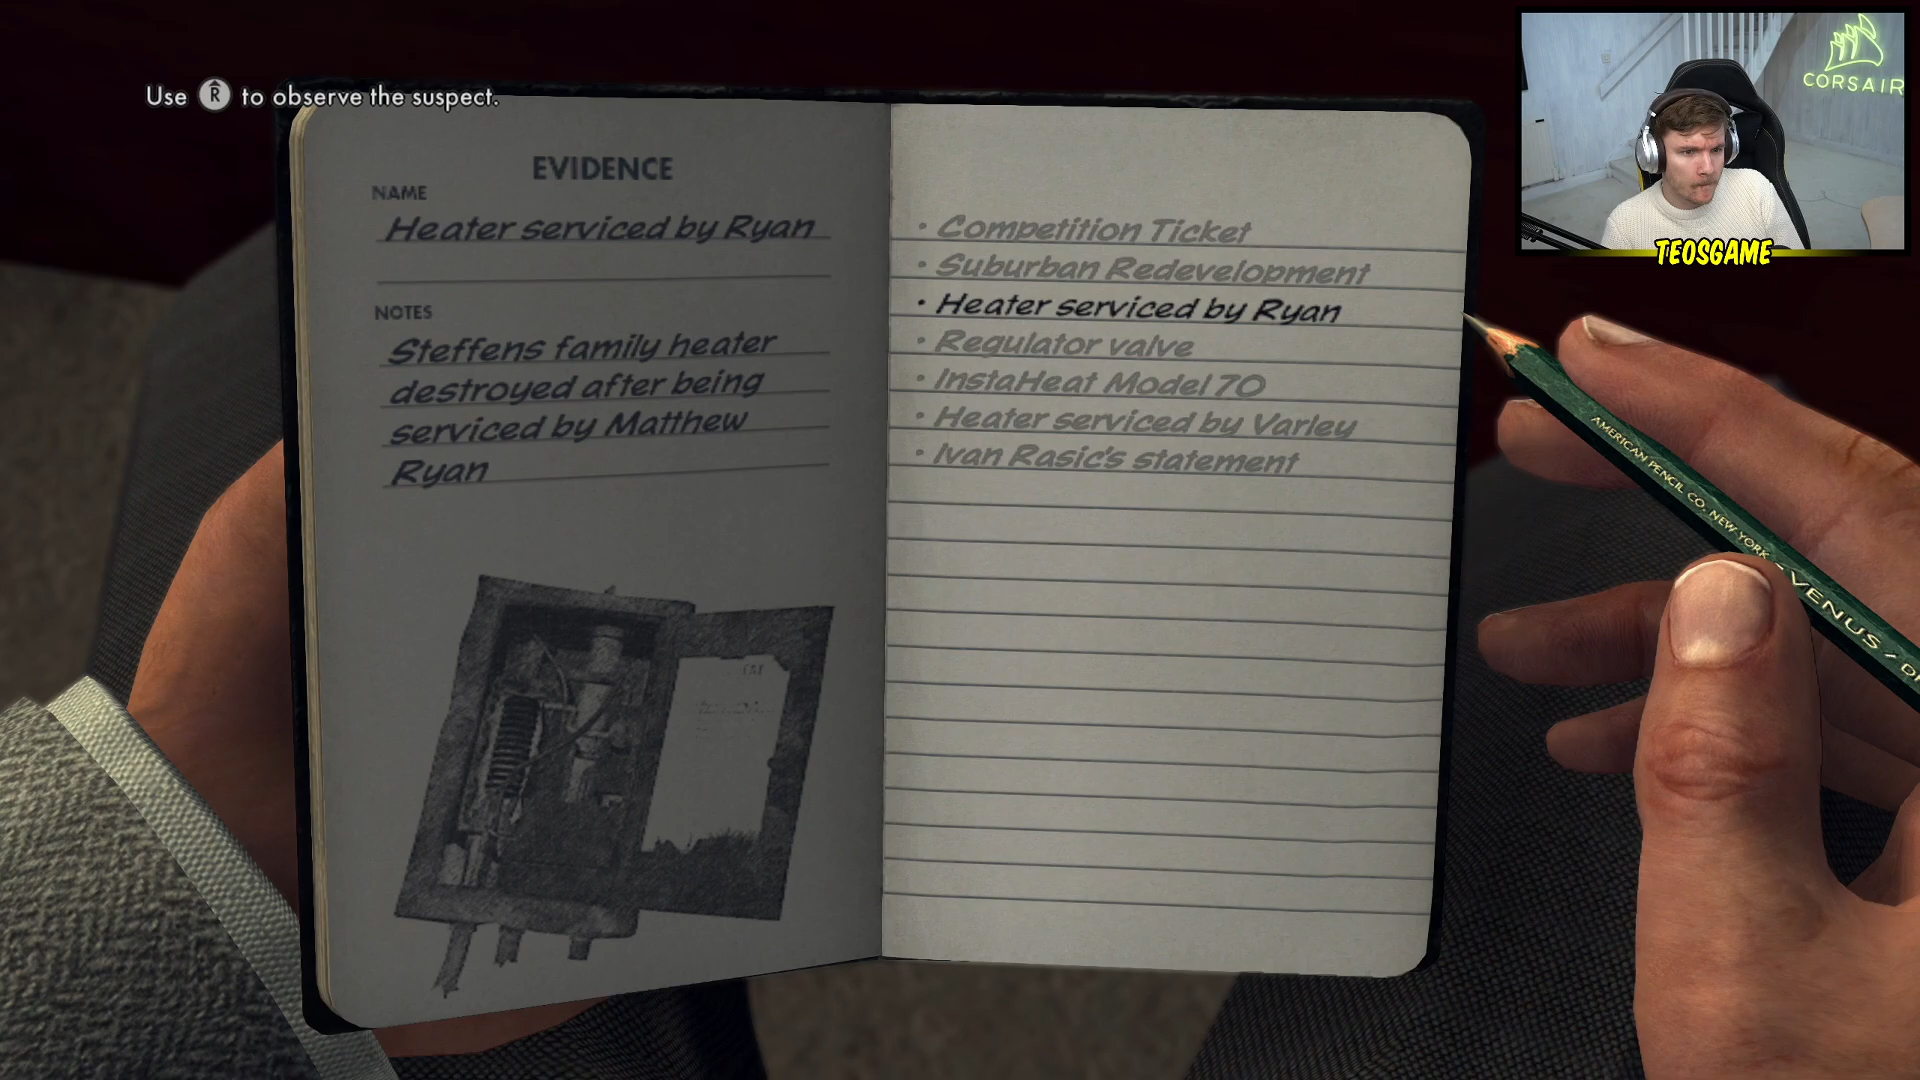 Use R to observe the suspect.
CORSAIR
TEOSGAME
EVIDENCE
NAME
Heater serviced by Ryan
NOTES
Steffens family heater
destroyed after being
serviced by Matthew
Ryan
• Competition Ticket
• Suburban Redevelopment
• Heater serviced by Ryan
• Regulator valve
• InstaHeat Model 70
• Heater serviced by Varley
• Ivan Rasic's statement
AMERICAN PENCIL CO. NEW YORK
VENUS